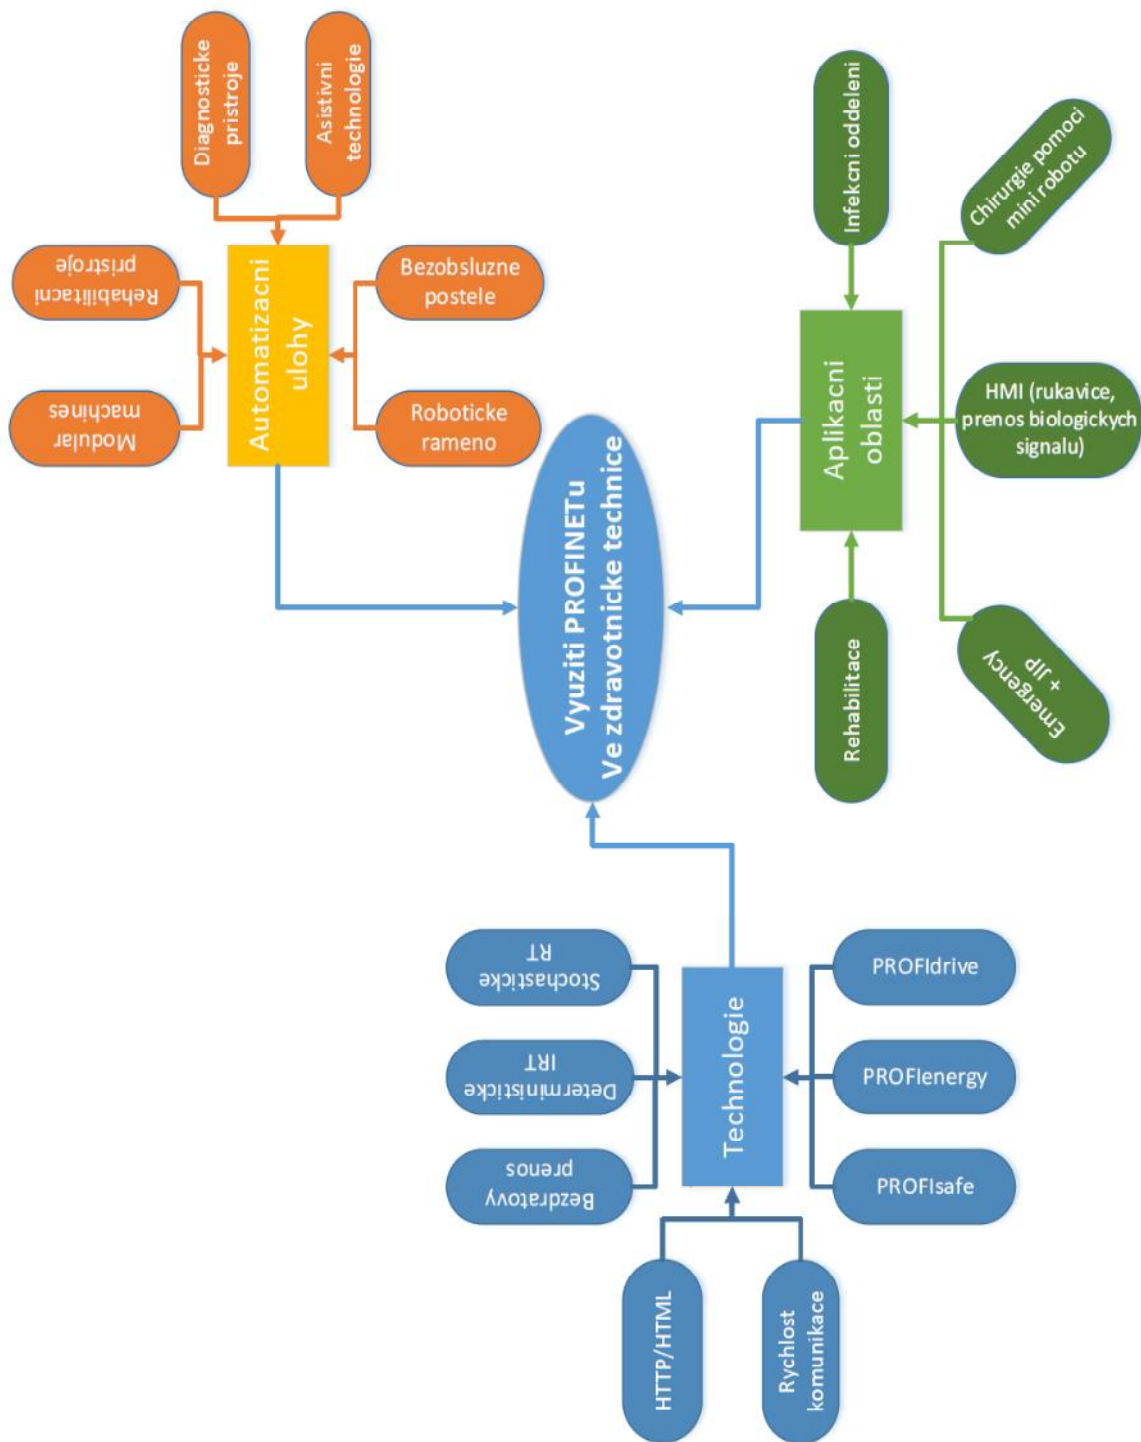 Diagnosticke
pristroje
Asistivni
technologie
Rehabilitacni
pristroje
Modular
machines
Automatizacni
ulohy
Bezobsluzne
postele
Roboticke
rameno
Vyuziti PROFINETu
Ve zdravotnicke technice
Infekcni oddeleni
Chirurgie pomoci
mini robotu
Aplikacni
oblasti
HMI (rukavice,
prenos biologickych
signalu)
Rehabilitace
Emergency
+ JIP
Stochasticke
RT
Deterministicke
IRT
Bezdratovy
prenos
Technologie
PROFIdrive
PROFIenergy
PROFIsafe
HTTP/HTML
Rychlost
komunikace